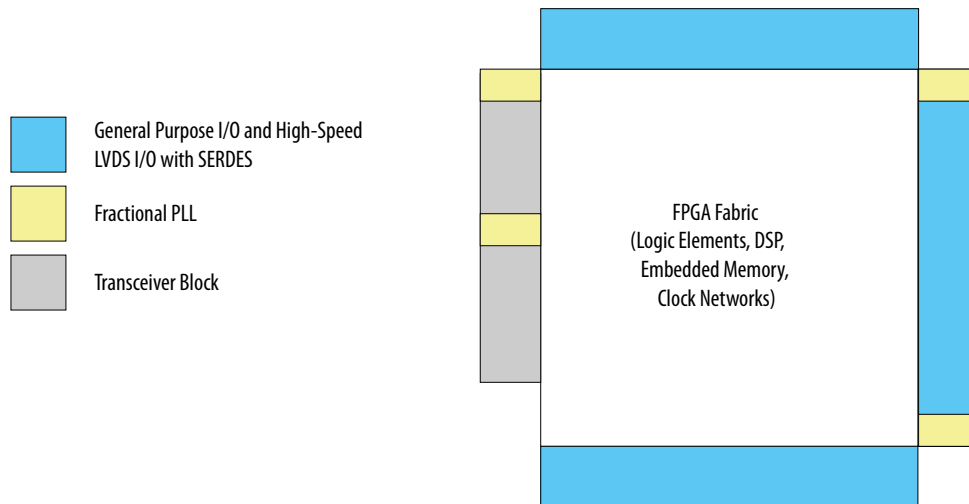 General Purpose I/O and High-Speed
LVDS I/O with SERDES
Fractional PLL
Transceiver Block
FPGA Fabric
(Logic Elements, DSP,
Embedded Memory,
Clock Networks)